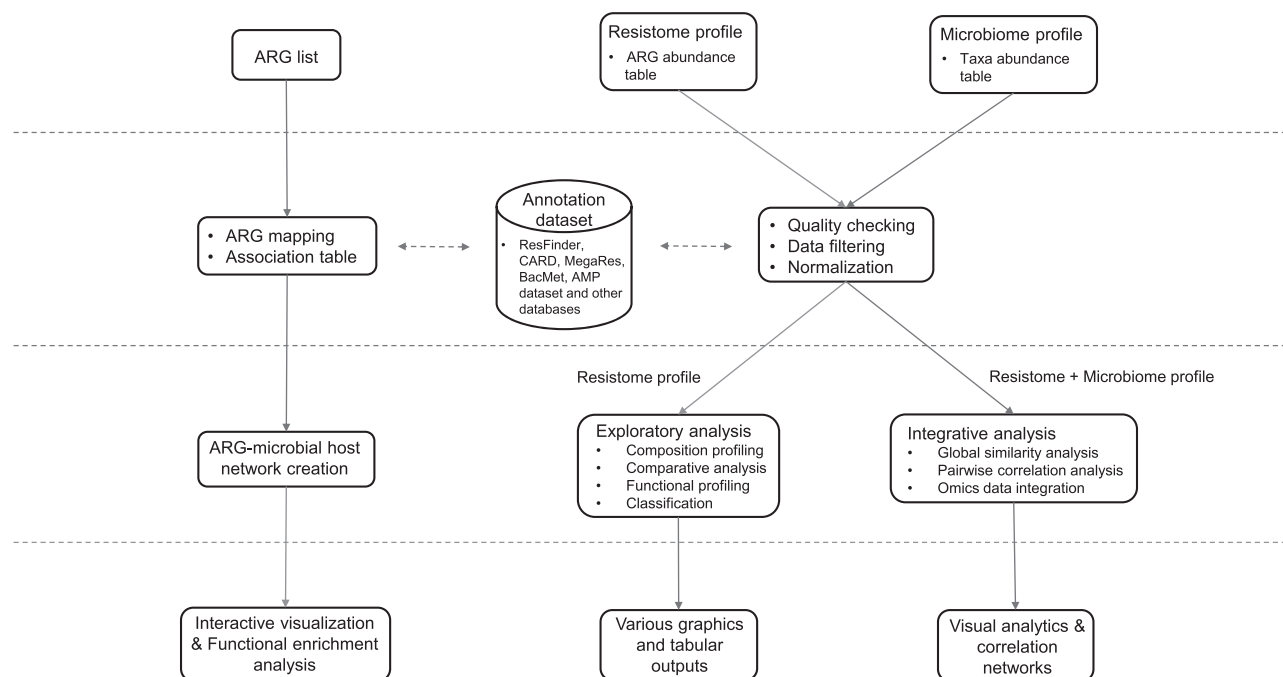 ARG list
Resistome profile
• ARG abundance
table
Microbiome profile
• Taxa abundance
table
• ARG mapping
• Association table
Annotation
dataset
• ResFinder,
CARD, MegaRes,
BacMet, AMP
dataset and other
databases
• Quality checking
• Data filtering
• Normalization
Resistome profile
Resistome + Microbiome profile
ARG-microbial host
network creation
Exploratory analysis
• Composition profiling
• Comparative analysis
• Functional profiling
• Classification
Integrative analysis
• Global similarity analysis
• Pairwise correlation analysis
• Omics data integration
Interactive visualization
& Functional enrichment
analysis
Various graphics
and tabular
outputs
Visual analytics &
correlation
networks